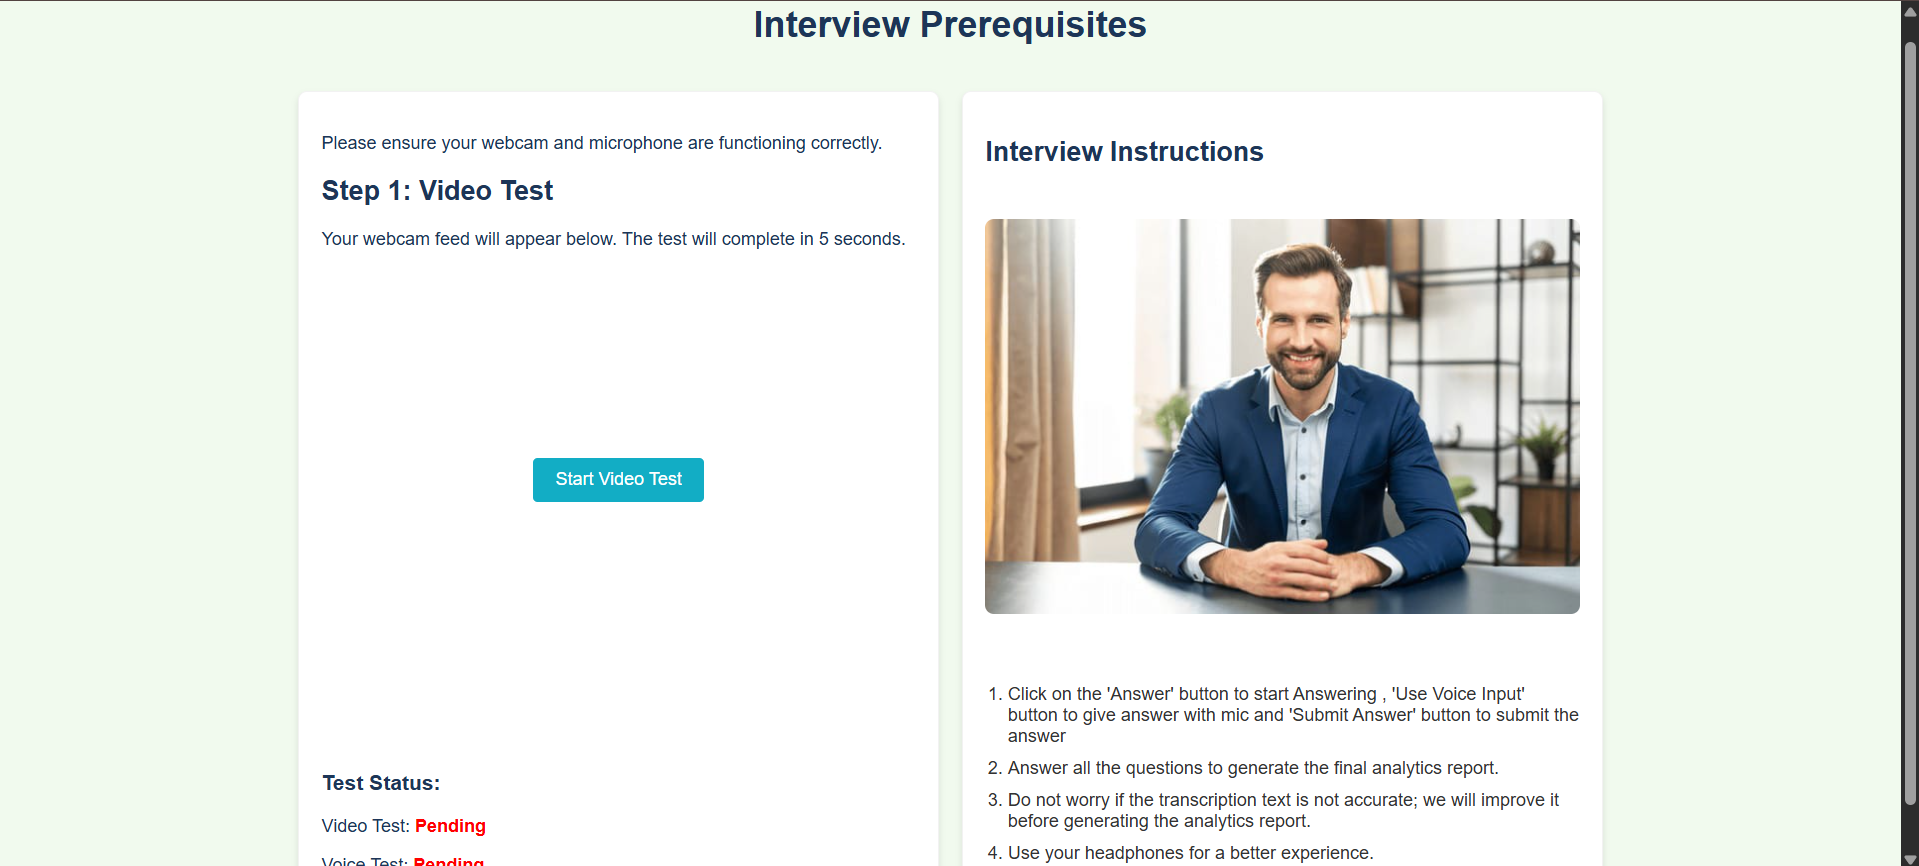 Interview Prerequisites
Please ensure your webcam and microphone are functioning correctly.
Step 1: Video Test
Your webcam feed will appear below. The test will complete in 5 seconds.
Start Video Test
Test Status:
Video Test: Pending
Voice Test: Pending
Interview Instructions
1. Click on the 'Answer' button to start Answering , 'Use Voice Input'
button to give answer with mic and 'Submit Answer' button to submit the
answer
2. Answer all the questions to generate the final analytics report.
3. Do not worry if the transcription text is not accurate; we will improve it
before generating the analytics report.
4. Use your headphones for a better experience.